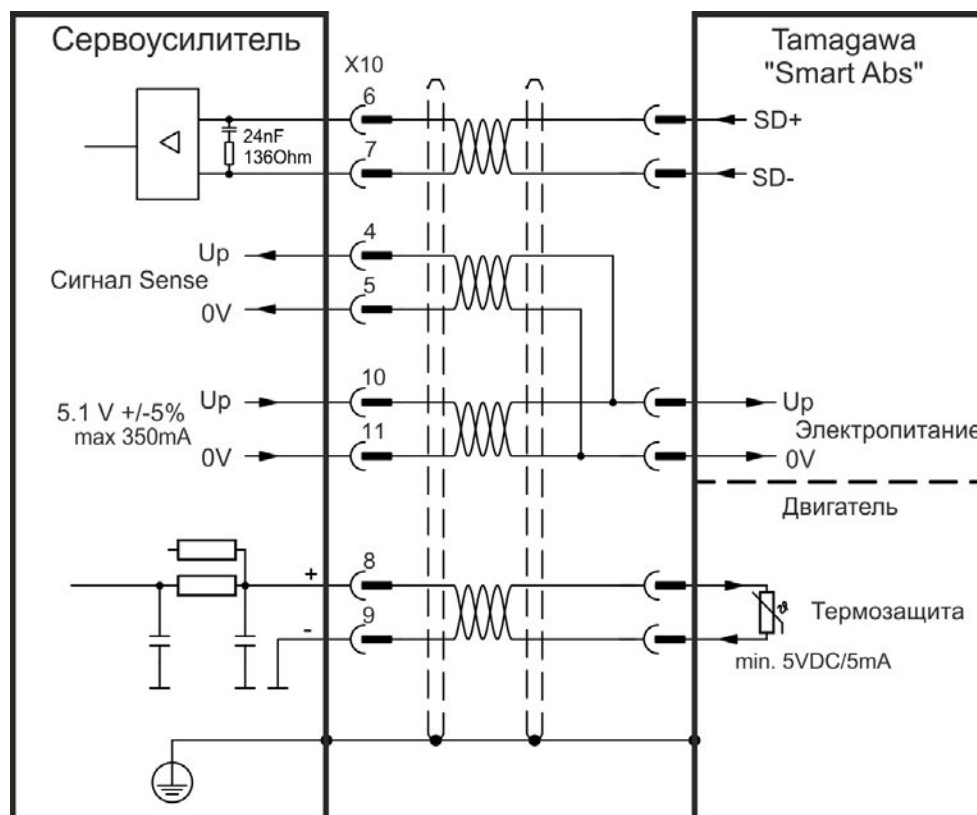 Сервоусилитель
X10
Tamagawa
"Smart Abs"
6
SD+
24nF
136Ohm
7
SD-
4
Up
Сигнал Sense
5
0V
10
Up
5.1 V +/-5%
max 350mA
11
0V
Up
Электропитание
0V
Двигатель
8
+
9
-
ϑ
Термозащита
min. 5VDC/5mA